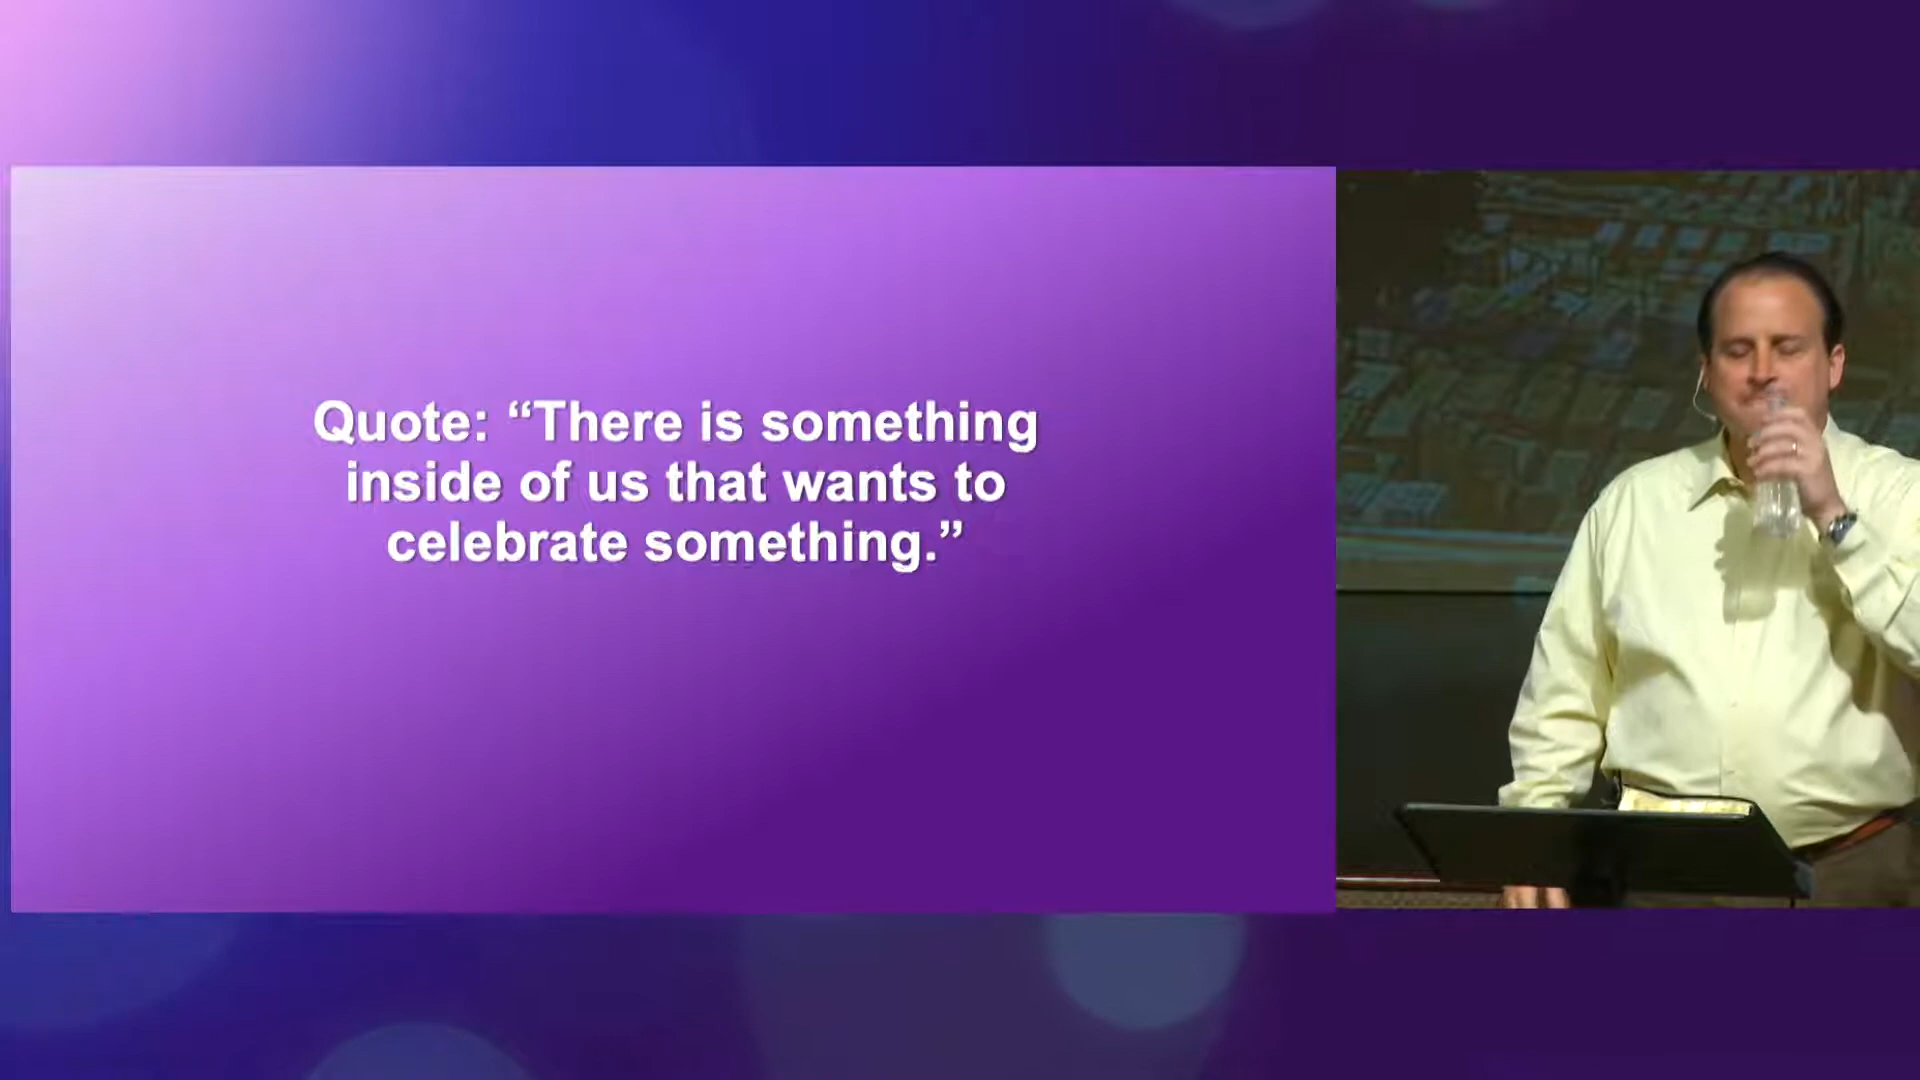 Quote: “There is something
inside of us that wants to
celebrate something.”